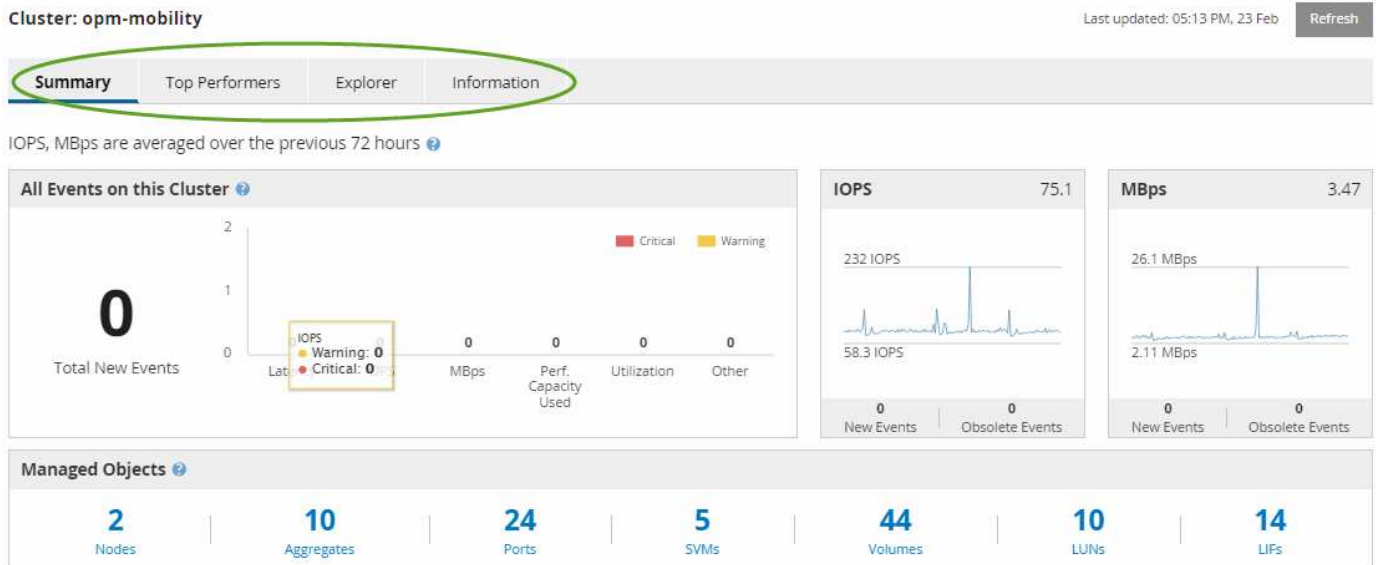 Cluster: opm-mobility
Last updated: 05:13 PM, 23 Feb
Refresh
Summary
Top Performers
Explorer
Information
IOPS, MBps are averaged over the previous 72 hours
All Events on this Cluster
0
Total New Events
2
1
0
Critical
Warning
IOPS
Warning: 0
Critical: 0
0
0
0
0
MBps
Perf.
Capacity
Used
Utilization
Other
IOPS
75.1
232 IOPS
58.3 IOPS
0
New Events
0
Obsolete Events
MBps
3.47
26.1 MBps
2.11 MBps
0
New Events
0
Obsolete Events
Managed Objects
2
Nodes
10
Aggregates
24
Ports
5
SVMs
44
Volumes
10
LUNs
14
LIFs